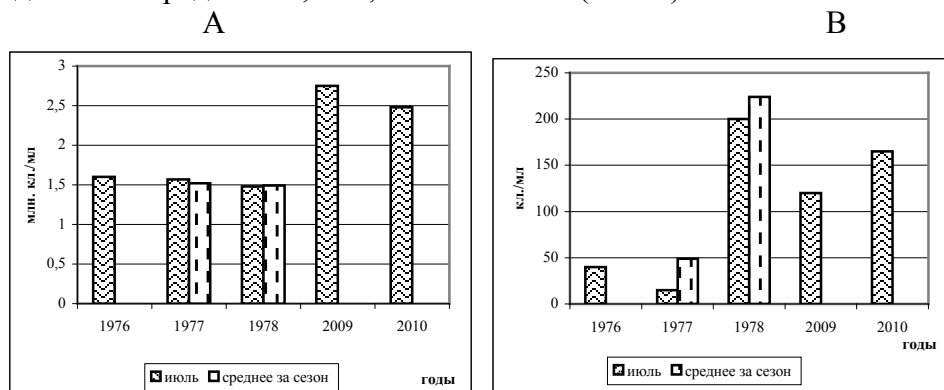 А В
млн. кл./мл
3
2,5
2
1,5
1
0,5
0
1976 1977 1978 2009 2010
июль среднее за сезон годы
кл./мл
250
200
150
100
50
0
1976 1977 1978 2009 2010
годы
июль среднее за сезон